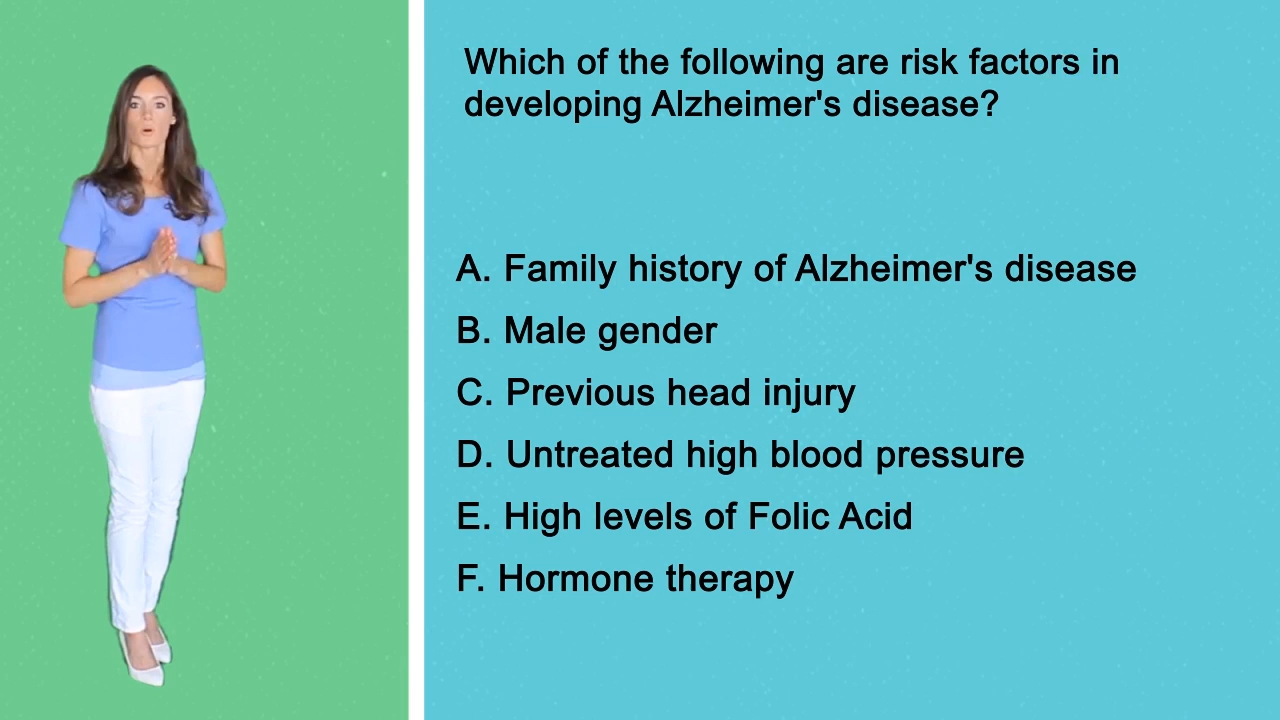 Which of the following are risk factors in
developing Alzheimer's disease?
A. Family history of Alzheimer's disease
B. Male gender
C. Previous head injury
D. Untreated high blood pressure
E. High levels of Folic Acid
F. Hormone therapy